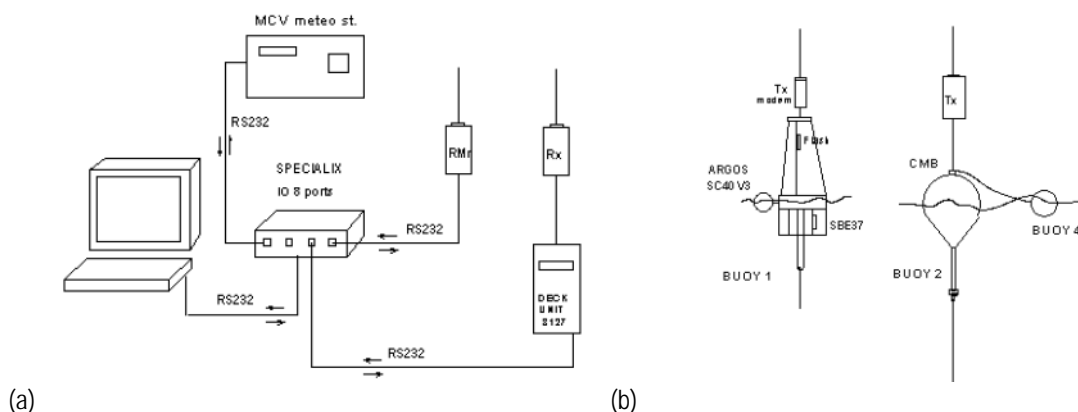 MCV meteo st.
RS232
SPECIALIX
IO 8 ports
RMr
Rx
RS232
RS232
DECK
UNIT
S127
RS232
(a)
Tx
modem
Flash
ARGOS
SC40 V3
SBE37
BUOY 1
Tx
CMB
BUOY 4
BUOY 2
(b)